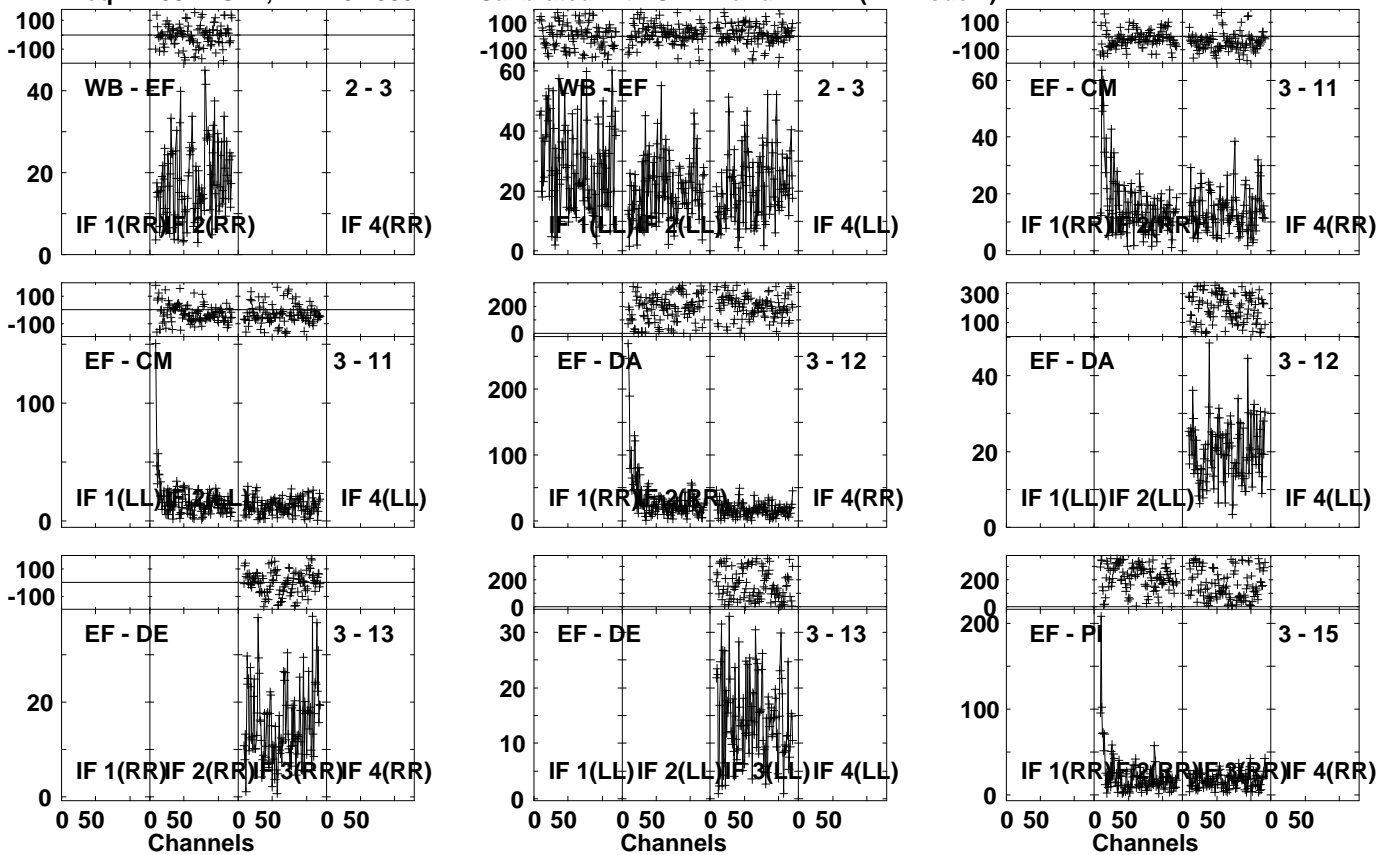 100
-100
WB - EF 2 - 3
40
20
0
IF 1(RR) IF 2(RR) IF 4(RR)
WB - EF 2 - 3
60
40
20
0
IF 1(LL) IF 2(LL) IF 4(LL)
100
-100
EF - CM 3 - 11
60
40
20
0
IF 1(RR) IF 2(RR) IF 4(RR)
100
-100
EF - CM 3 - 11
100
0
IF 1(LL) IF 2(LL) IF 4(LL)
200
0
EF - DA 3 - 12
200
100
0
IF 1(RR) IF 2(RR) IF 4(RR)
300
100
EF - DA 3 - 12
40
20
0
IF 1(LL) IF 2(LL) IF 4(LL)
100
-100
EF - DE 3 - 13
20
0
IF 1(RR) IF 2(RR) IF 3(RR) IF 4(RR)
0 50 0 50 0 50 0 50
Channels
200
0
EF - DE 3 - 13
30
20
10
0
IF 1(LL) IF 2(LL) IF 3(LL) IF 4(LL)
0 50 0 50 0 50 0 50
Channels
200
0
EF - PI 3 - 15
200
100
0
IF 1(RR) IF 2(RR) IF 3(RR) IF 4(RR)
0 50 0 50 0 50 0 50
Channels